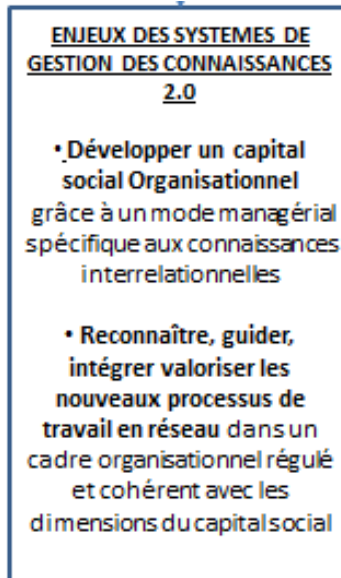 ENJEUX DES SYSTEMES DE
GESTION DES CONNAISSANCES
2.0
• Développer un capital
social Organisationnel
grâce à un mode managérial
spécifique aux connaissances
interrelationnelles
• Reconnaître, guider,
intégrer valoriser les
nouveaux processus de
travail en réseau dans un
cadre organisationnel régulé
et cohérent avec les
dimensions du capital social